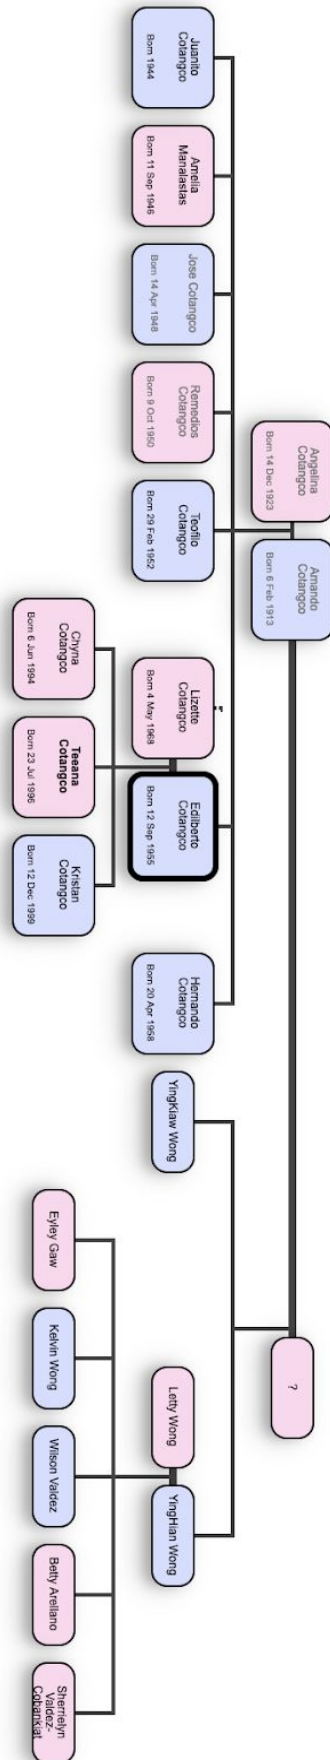 Angelina
Cotangco
Born 14 Dec 1923
Amando
Cotangco
Born 6 Feb 1913
?
Juanito
Cotangco
Born 1944
Amelia
Manalastas
Born 11 Sep 1946
Jose Cotangco
Born 14 Apr 1948
Remedios
Cotangco
Born 9 Oct 1950
Teofilo
Cotangco
Born 29 Feb 1952
Lizette
Cotangco
Born 4 May 1968
Edilberto
Cotangco
Born 12 Sep 1955
Hernando
Cotangco
Born 20 Apr 1958
YingKiaw Wong
Letty Wong
YingHian Wong
Chyna
Cotangco
Born 6 Jun 1994
Teeana
Cotangco
Born 23 Jul 1996
Kristan
Cotangco
Born 12 Dec 1999
Eyley Gaw
Kelvin Wong
Wilson Valdez
Betty Arellano
Sherrielyn
Valdez-
Cobankiat